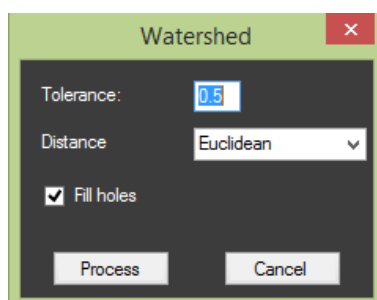 Watershed
Tolerance: 0.5
Distance Euclidean
Fill holes
Process Cancel